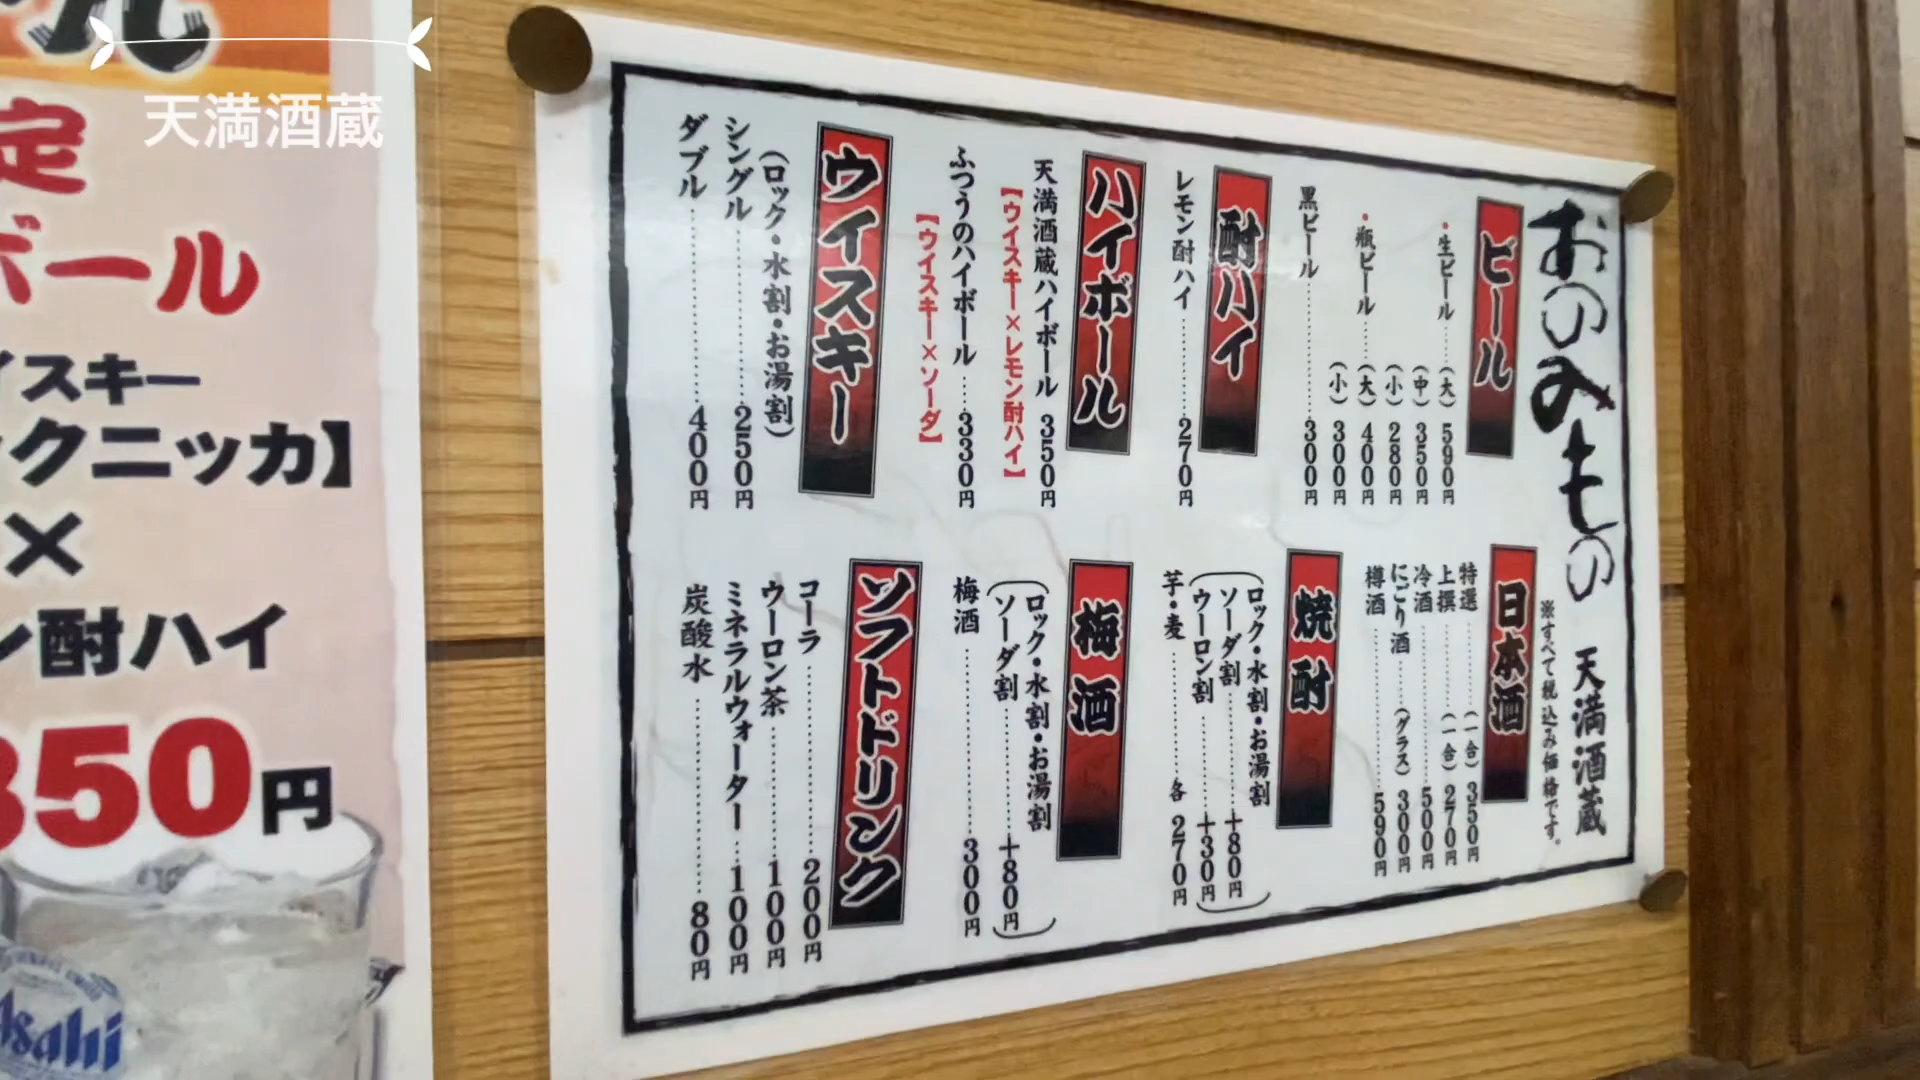 天満酒蔵
定
ボール
イスキー
ックニッカ】
×
ン酎ハイ
350円
Asahi
おのみもの 天満酒蔵
※すべて税込み価格です。
ビール
・生ビール……(大)590円
(中)350円
(小)280円
・瓶ビール……(大)400円
(小)300円
黒ビール……300円
酎ハイ
レモン酎ハイ……270円
ハイボール
天満酒蔵ハイボール 350円
【ウイスキー×レモン酎ハイ】
ふつうのハイボール……330円
【ウイスキー×ソーダ】
ウイスキー
(ロック・水割・お湯割)
シングル……250円
ダブル……400円
日本酒
特選……(一合)350円
上撰……(一合)270円
冷酒……500円
にごり酒……(グラス)300円
樽酒……590円
焼酎
ロック・水割・お湯割
ソーダ割……+80円
ウーロン割……+30円
芋・麦……各270円
梅酒
ロック・水割・お湯割
ソーダ割……+80円
梅酒……300円
ソフトドリンク
コーラ……200円
ウーロン茶……100円
ミネラルウォーター……100円
炭酸水……80円